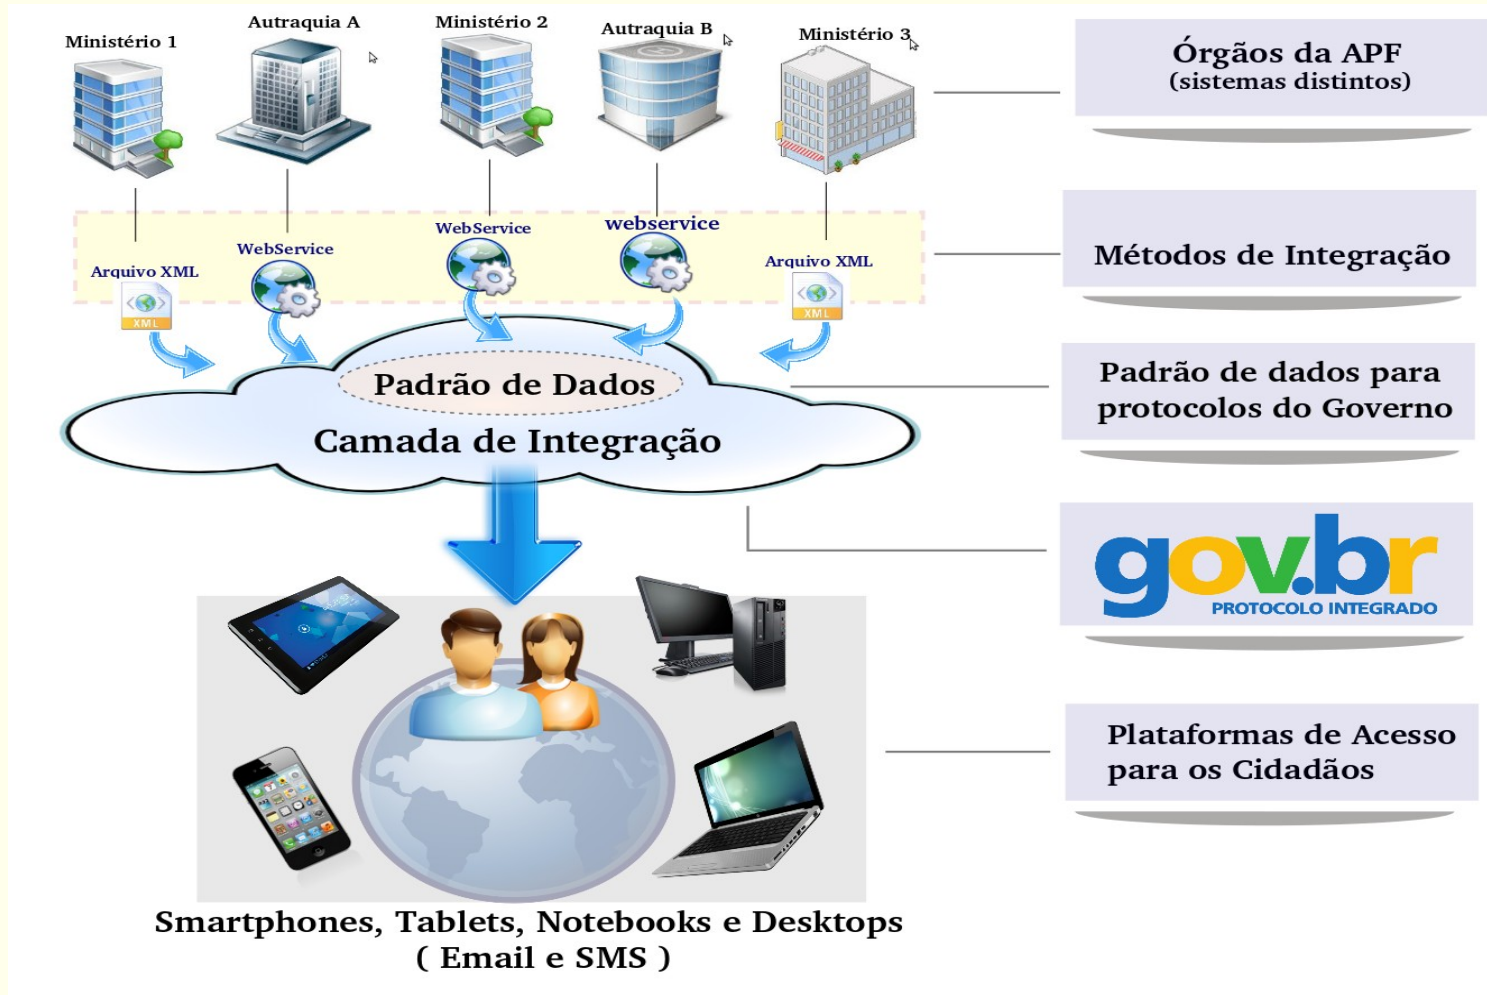 Ministério 1
Autraquia A
Ministério 2
Autraquia B
Ministério 3
Órgãos da APF
(sistemas distintos)
Arquivo XML
XML
WebService
WebService
webservice
Arquivo XML
XML
Métodos de Integração
Padrão de Dados
Camada de Integração
Padrão de dados para
protocolos do Governo
gov.br
PROTOCOLO INTEGRADO
Plataformas de Acesso
para os Cidadãos
Smartphones, Tablets, Notebooks e Desktops
( Email e SMS )